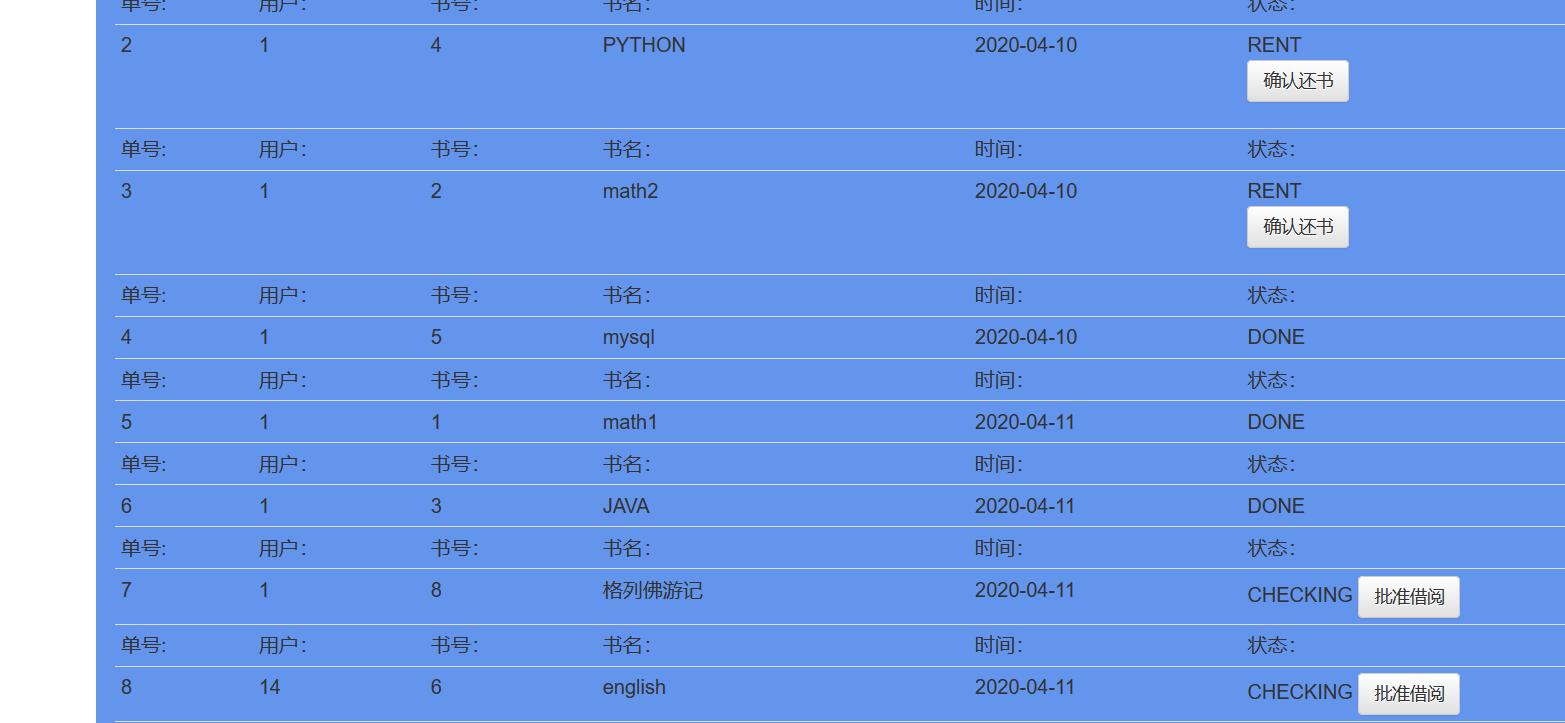 单号: 用户: 书号: 书名: 时间: 状态:
2 1 4 PYTHON 2020-04-10 RENT
确认还书
单号: 用户: 书号: 书名: 时间: 状态:
3 1 2 math2 2020-04-10 RENT
确认还书
单号: 用户: 书号: 书名: 时间: 状态:
4 1 5 mysql 2020-04-10 DONE
单号: 用户: 书号: 书名: 时间: 状态:
5 1 1 math1 2020-04-11 DONE
单号: 用户: 书号: 书名: 时间: 状态:
6 1 3 JAVA 2020-04-11 DONE
单号: 用户: 书号: 书名: 时间: 状态:
7 1 8 格列佛游记 2020-04-11 CHECKING 批准借阅
单号: 用户: 书号: 书名: 时间: 状态:
8 14 6 english 2020-04-11 CHECKING 批准借阅